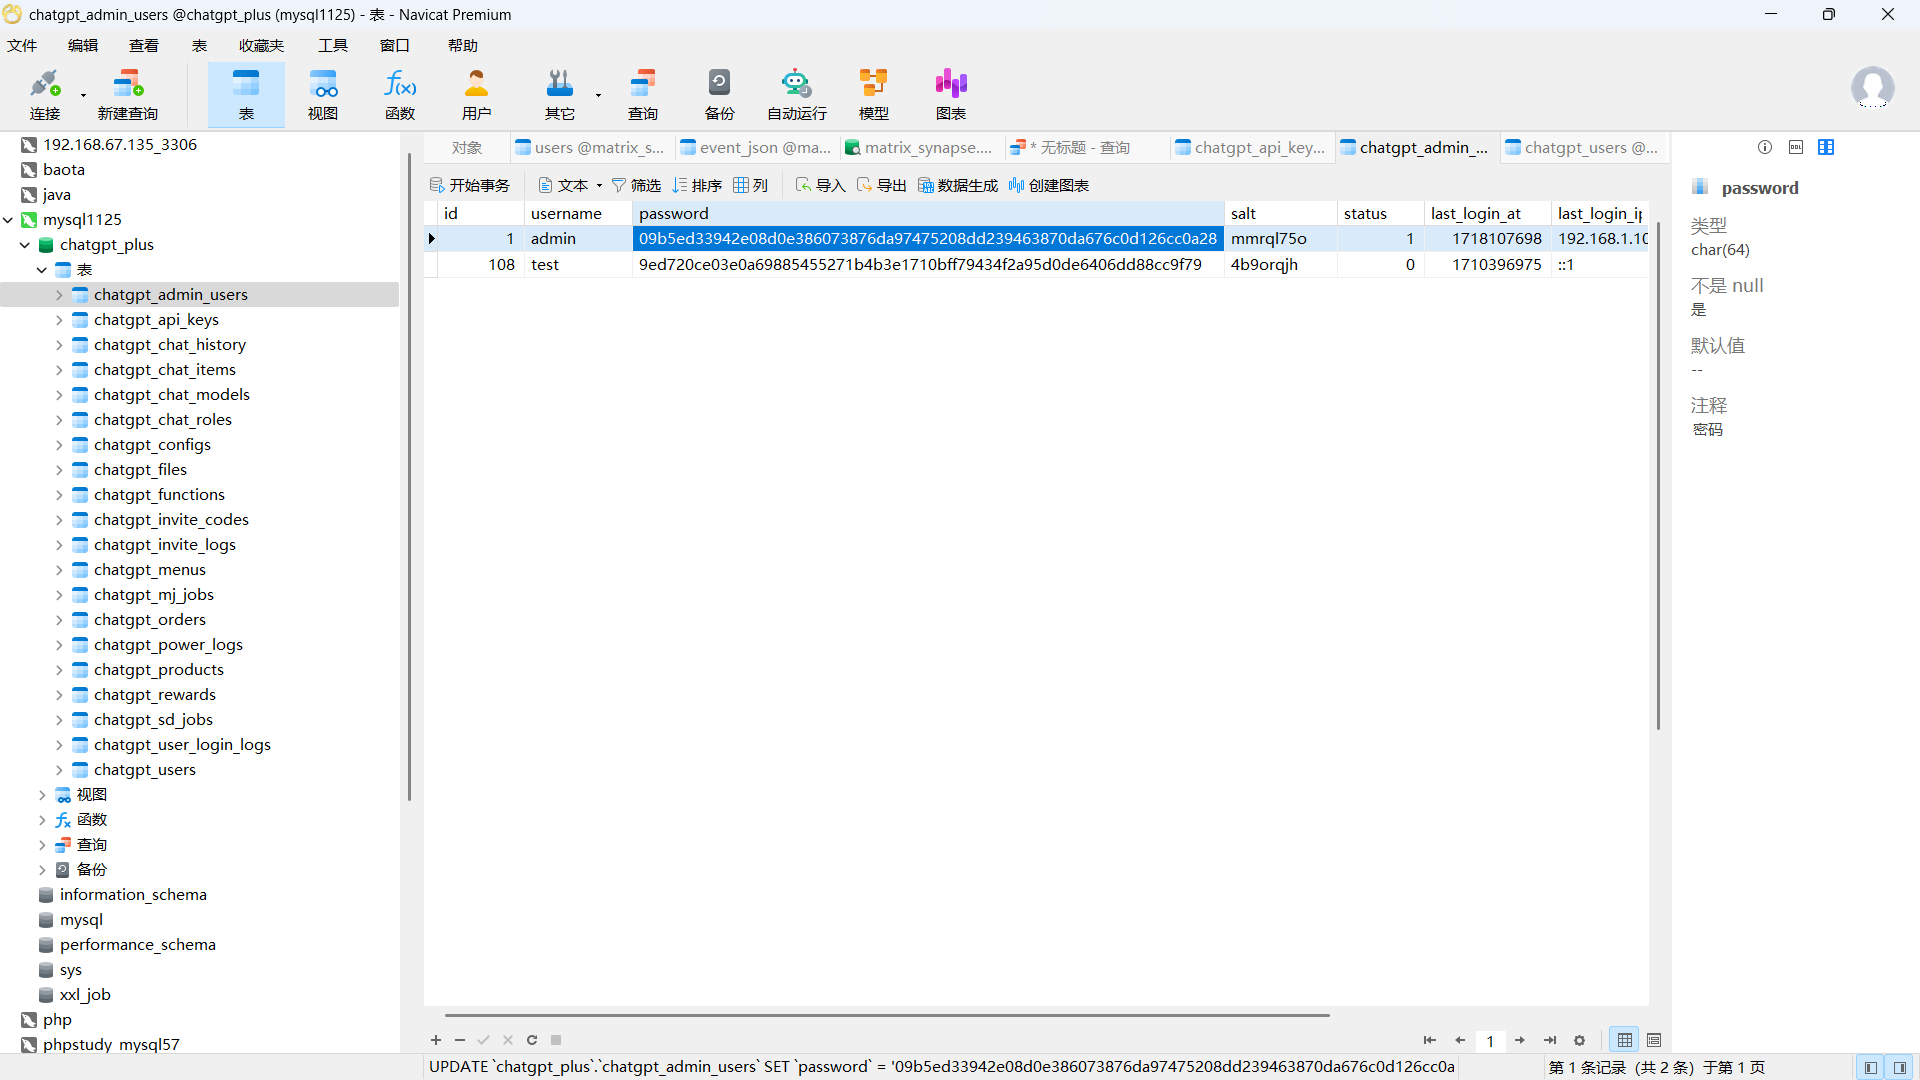 chatgpt_admin_users @chatgpt_plus (mysql1125) - 表 - Navicat Premium
文件 编辑 查看 表 收藏夹 工具 窗口 帮助
连接 新建查询 表 视图 函数 用户 其它 查询 备份 自动运行 模型 图表
192.168.67.135_3306
baota
java
mysql1125
chatgpt_plus
表
chatgpt_admin_users
chatgpt_api_keys
chatgpt_chat_history
chatgpt_chat_items
chatgpt_chat_models
chatgpt_chat_roles
chatgpt_configs
chatgpt_files
chatgpt_functions
chatgpt_invite_codes
chatgpt_invite_logs
chatgpt_menus
chatgpt_mj_jobs
chatgpt_orders
chatgpt_power_logs
chatgpt_products
chatgpt_rewards
chatgpt_sd_jobs
chatgpt_user_login_logs
chatgpt_users
视图
函数
查询
备份
information_schema
mysql
performance_schema
sys
xxl_job
php
phpstudy_mysql57
对象 users @matrix_s... event_json @ma... matrix_synapse.... * 无标题 - 查询 chatgpt_api_key... chatgpt_admin_... chatgpt_users @...
开始事务 文本 筛选 排序 列 导入 导出 数据生成 创建图表
id username password salt status last_login_at last_login_ip
1 admin 09b5ed33942e08d0e386073876da97475208dd239463870da676c0d126cc0a28 mmrql75o 1 1718107698 192.168.1.10
108 test 9ed720ce03e0a69885455271b4b3e1710bff79434f2a95d0de6406dd88cc9f79 4b9orqjh 0 1710396975 ::1
1
UPDATE `chatgpt_plus`.`chatgpt_admin_users` SET `password` = '09b5ed33942e08d0e386073876da97475208dd239463870da676c0d126cc0a
第 1 条记录 (共 2 条) 于第 1 页
DDL
password
类型
char(64)
不是 null
是
默认值
--
注释
密码